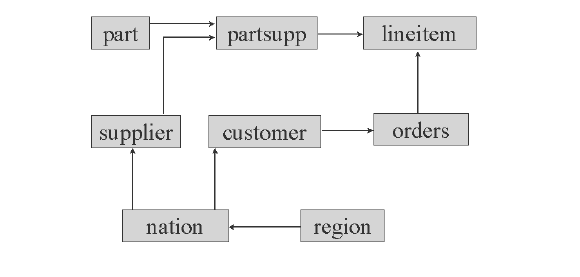 part
partsupp
lineitem
supplier
customer
orders
nation
region